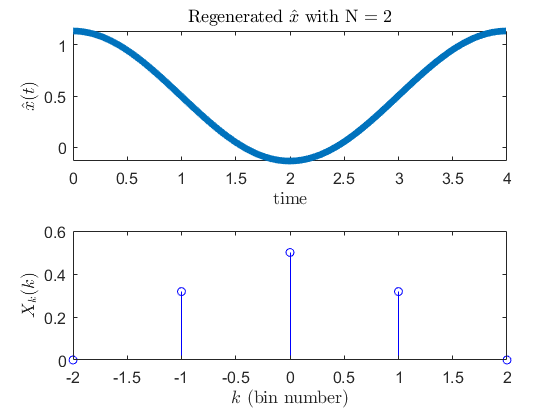 Regenerated x̂ with N = 2
x̂(t)
1
0.5
0
0 0.5 1 1.5 2 2.5 3 3.5 4
time
X_k(k)
0.6
0.4
0.2
0
-2 -1.5 -1 -0.5 0 0.5 1 1.5 2
k (bin number)